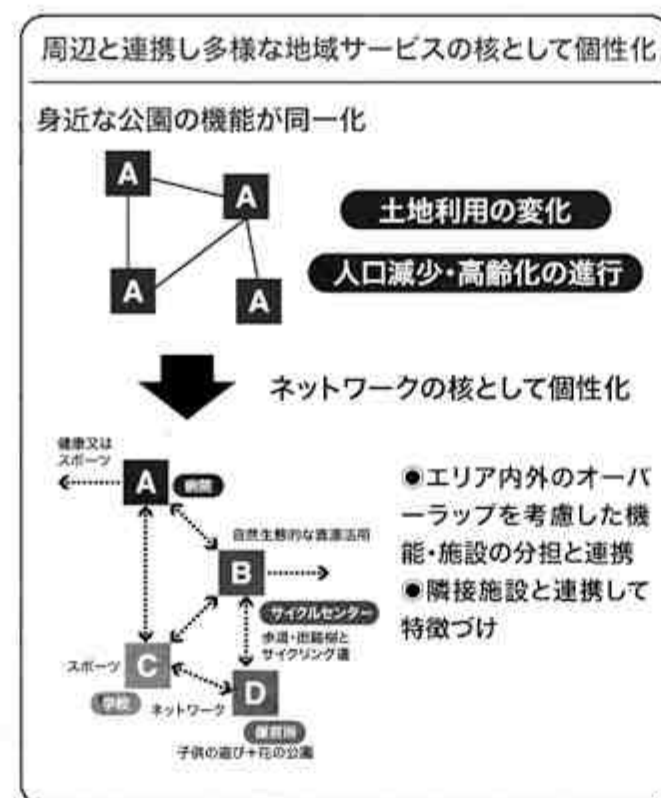 周辺と連携し多様な地域サービスの核として個性化
身近な公園の機能が同一化
A
A
A
A
土地利用の変化
人口減少・高齢化の進行
ネットワークの核として個性化
健康又は
スポーツ
A
自然生態的な資源活用
B
サイクルセンター
歩道・街路樹と
サイクリング道
スポーツ
C
学校
ネットワーク
D
保育所
子供の遊び+花の公園
●エリア内外のオーバ
ーラップを考慮した機
能・施設の分担と連携
●隣接施設と連携して
特徴づけ